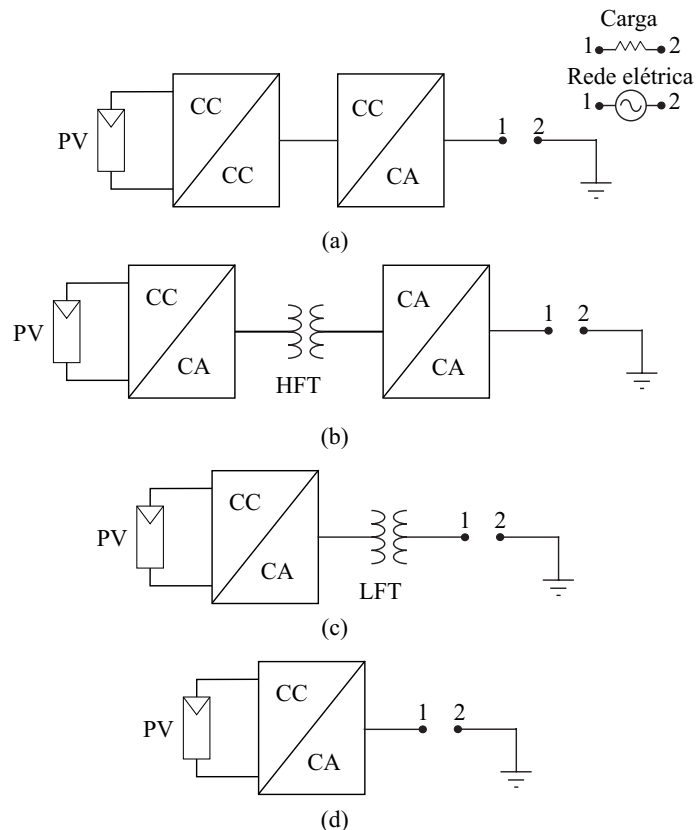 Carga
1 2
Rede elétrica
1 2
PV
CC
CC
CC
CA
1 2
(a)
PV
CC
CA
HFT
CA
CA
1 2
(b)
PV
CC
CA
LFT
1 2
(c)
PV
CC
CA
1 2
(d)